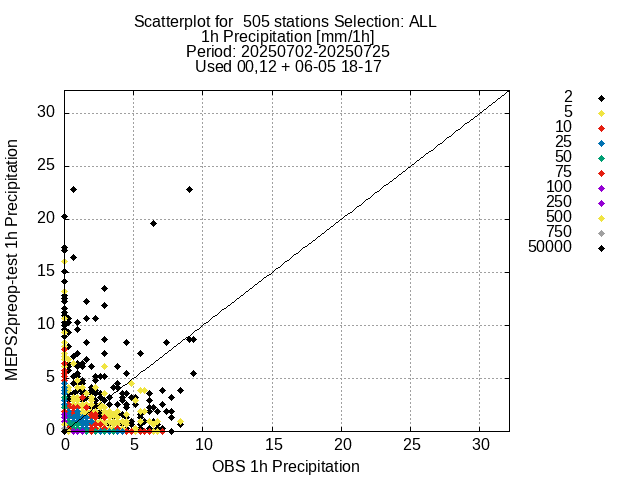 Scatterplot for  505 stations Selection: ALL
1h Precipitation [mm/1h]
Period: 20250702-20250725
Used 00,12 + 06-05 18-17
MEPS2preop-test 1h Precipitation
30
25
20
15
10
5
0
0 5 10 15 20 25 30
OBS 1h Precipitation
2
5
10
25
50
75
100
250
500
750
50000